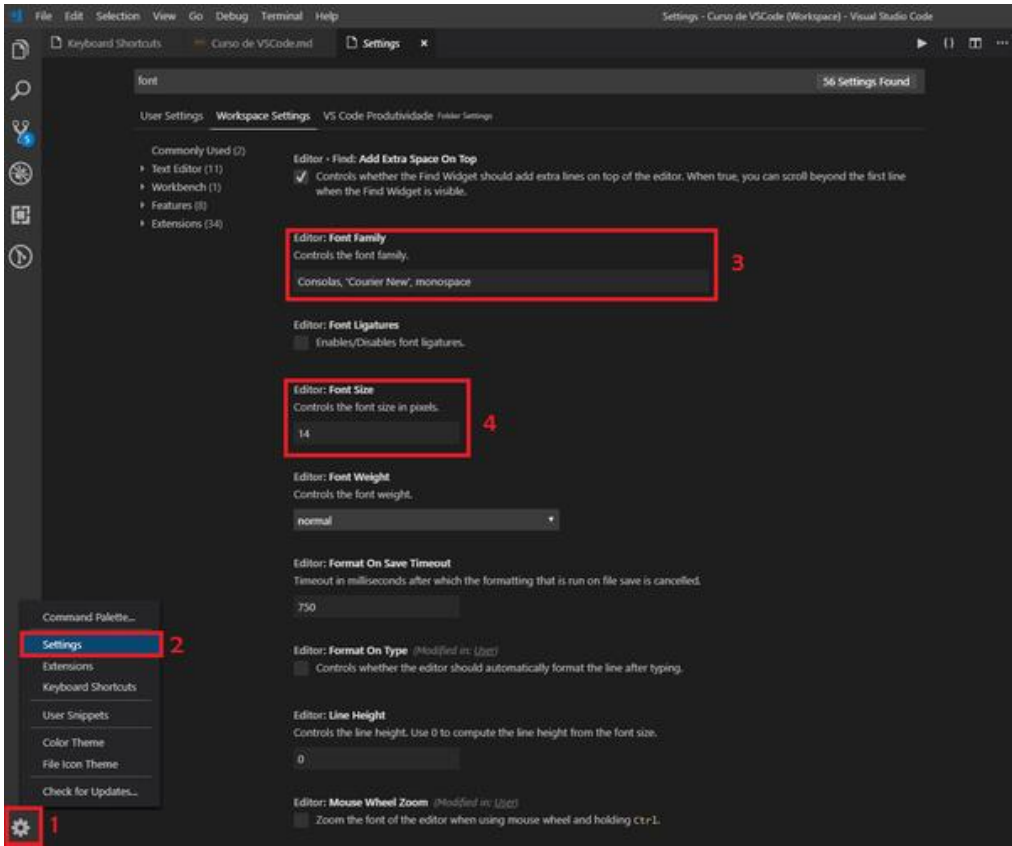 File Edit Selection View Go Debug Terminal Help
Settings - Curso de VSCode (Workspace) - Visual Studio Code
Keyboard Shortcuts
Curso de VSCode.md
Settings ×
font
56 Settings Found
User Settings Workspace Settings VS Code Produtividade Folder Settings
Commonly Used (2)
Text Editor (11)
Workbench (1)
Features (8)
Extensions (34)
Editor › Find: Add Extra Space On Top
Controls whether the Find Widget should add extra lines on top of the editor. When true, you can scroll beyond the first line
when the Find Widget is visible.
Editor: Font Family
Controls the font family.
Consolas, 'Courier New', monospace
3
Editor: Font Ligatures
Enables/Disables font ligatures.
Editor: Font Size
Controls the font size in pixels.
14
4
Editor: Font Weight
Controls the font weight.
normal
Editor: Format On Save Timeout
Timeout in milliseconds after which the formatting that is run on file save is cancelled.
750
Editor: Format On Type (Modified in: User)
Controls whether the editor should automatically format the line after typing.
Editor: Line Height
Controls the line height. Use 0 to compute the line height from the font size.
0
Editor: Mouse Wheel Zoom (Modified in: User)
Zoom the font of the editor when using mouse wheel and holding Ctrl.
5
Command Palette...
Settings
2
Extensions
Keyboard Shortcuts
User Snippets
Color Theme
File Icon Theme
Check for Updates...
1